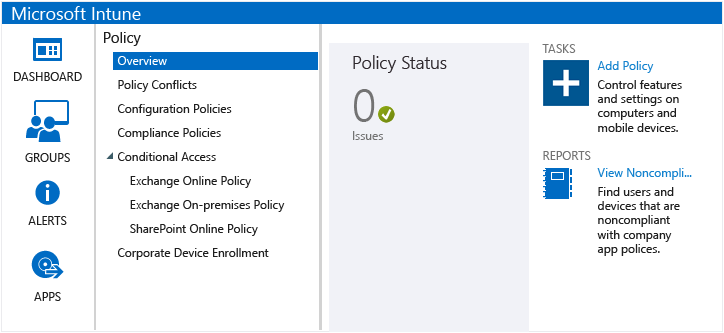 Microsoft Intune
DASHBOARD
GROUPS
ALERTS
APPS
Policy
Overview
Policy Conflicts
Configuration Policies
Compliance Policies
Conditional Access
Exchange Online Policy
Exchange On-premises Policy
SharePoint Online Policy
Corporate Device Enrollment
Policy Status
0
Issues
TASKS
Add Policy
Control features
and settings on
computers and
mobile devices.
REPORTS
View Noncompli...
Find users and
devices that are
noncompliant
with company
app polices.